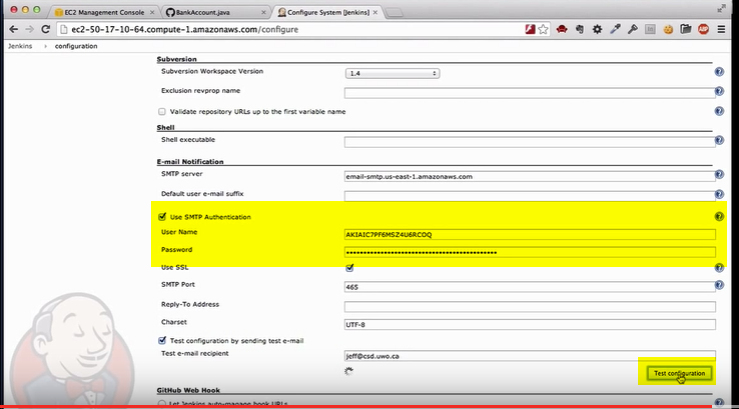 EC2 Management Console
BankAccount.java
Configure System [Jenkins]
ec2-50-17-10-64.compute-1.amazonaws.com/configure
Jenkins
configuration
Subversion
Subversion Workspace Version
1.4
Exclusion revprop name
Validate repository URLs up to the first variable name
Shell
Shell executable
E-mail Notification
SMTP server
email-smtp.us-east-1.amazonaws.com
Default user e-mail suffix
Use SMTP Authentication
User Name
AKIAIC7PF6MSZ4U6RCDQ
Password
Use SSL
SMTP Port
465
Reply-To Address
Charset
UTF-8
Test configuration by sending test e-mail
Test e-mail recipient
jeff@csd.uwo.ca
Test configuration
GitHub Web Hook
Let Jenkins auto-manage hook URLs